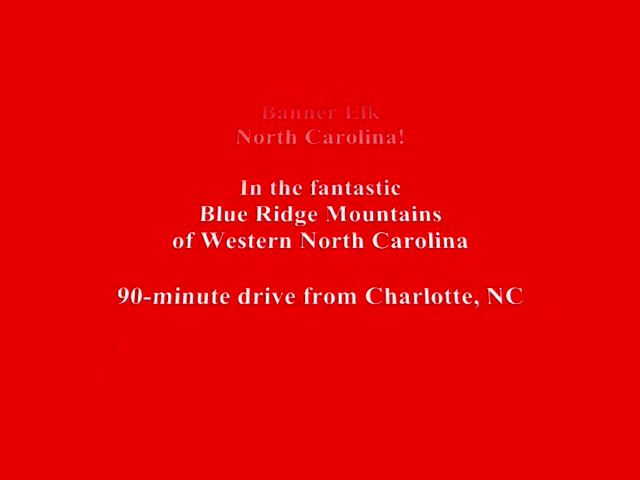 Banner Elk
North Carolina!
In the fantastic
Blue Ridge Mountains
of Western North Carolina
90-minute drive from Charlotte, NC